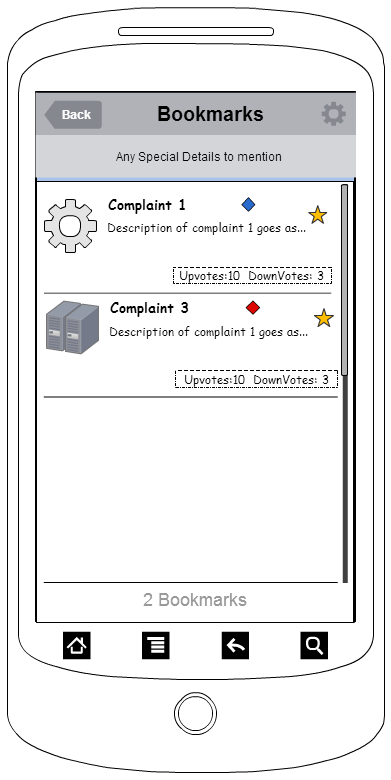 Back
Bookmarks
Any Special Details to mention
Complaint 1
Description of complaint 1 goes as...
Upvotes:10 DownVotes: 3
Complaint 3
Description of complaint 1 goes as...
Upvotes:10 DownVotes: 3
2 Bookmarks